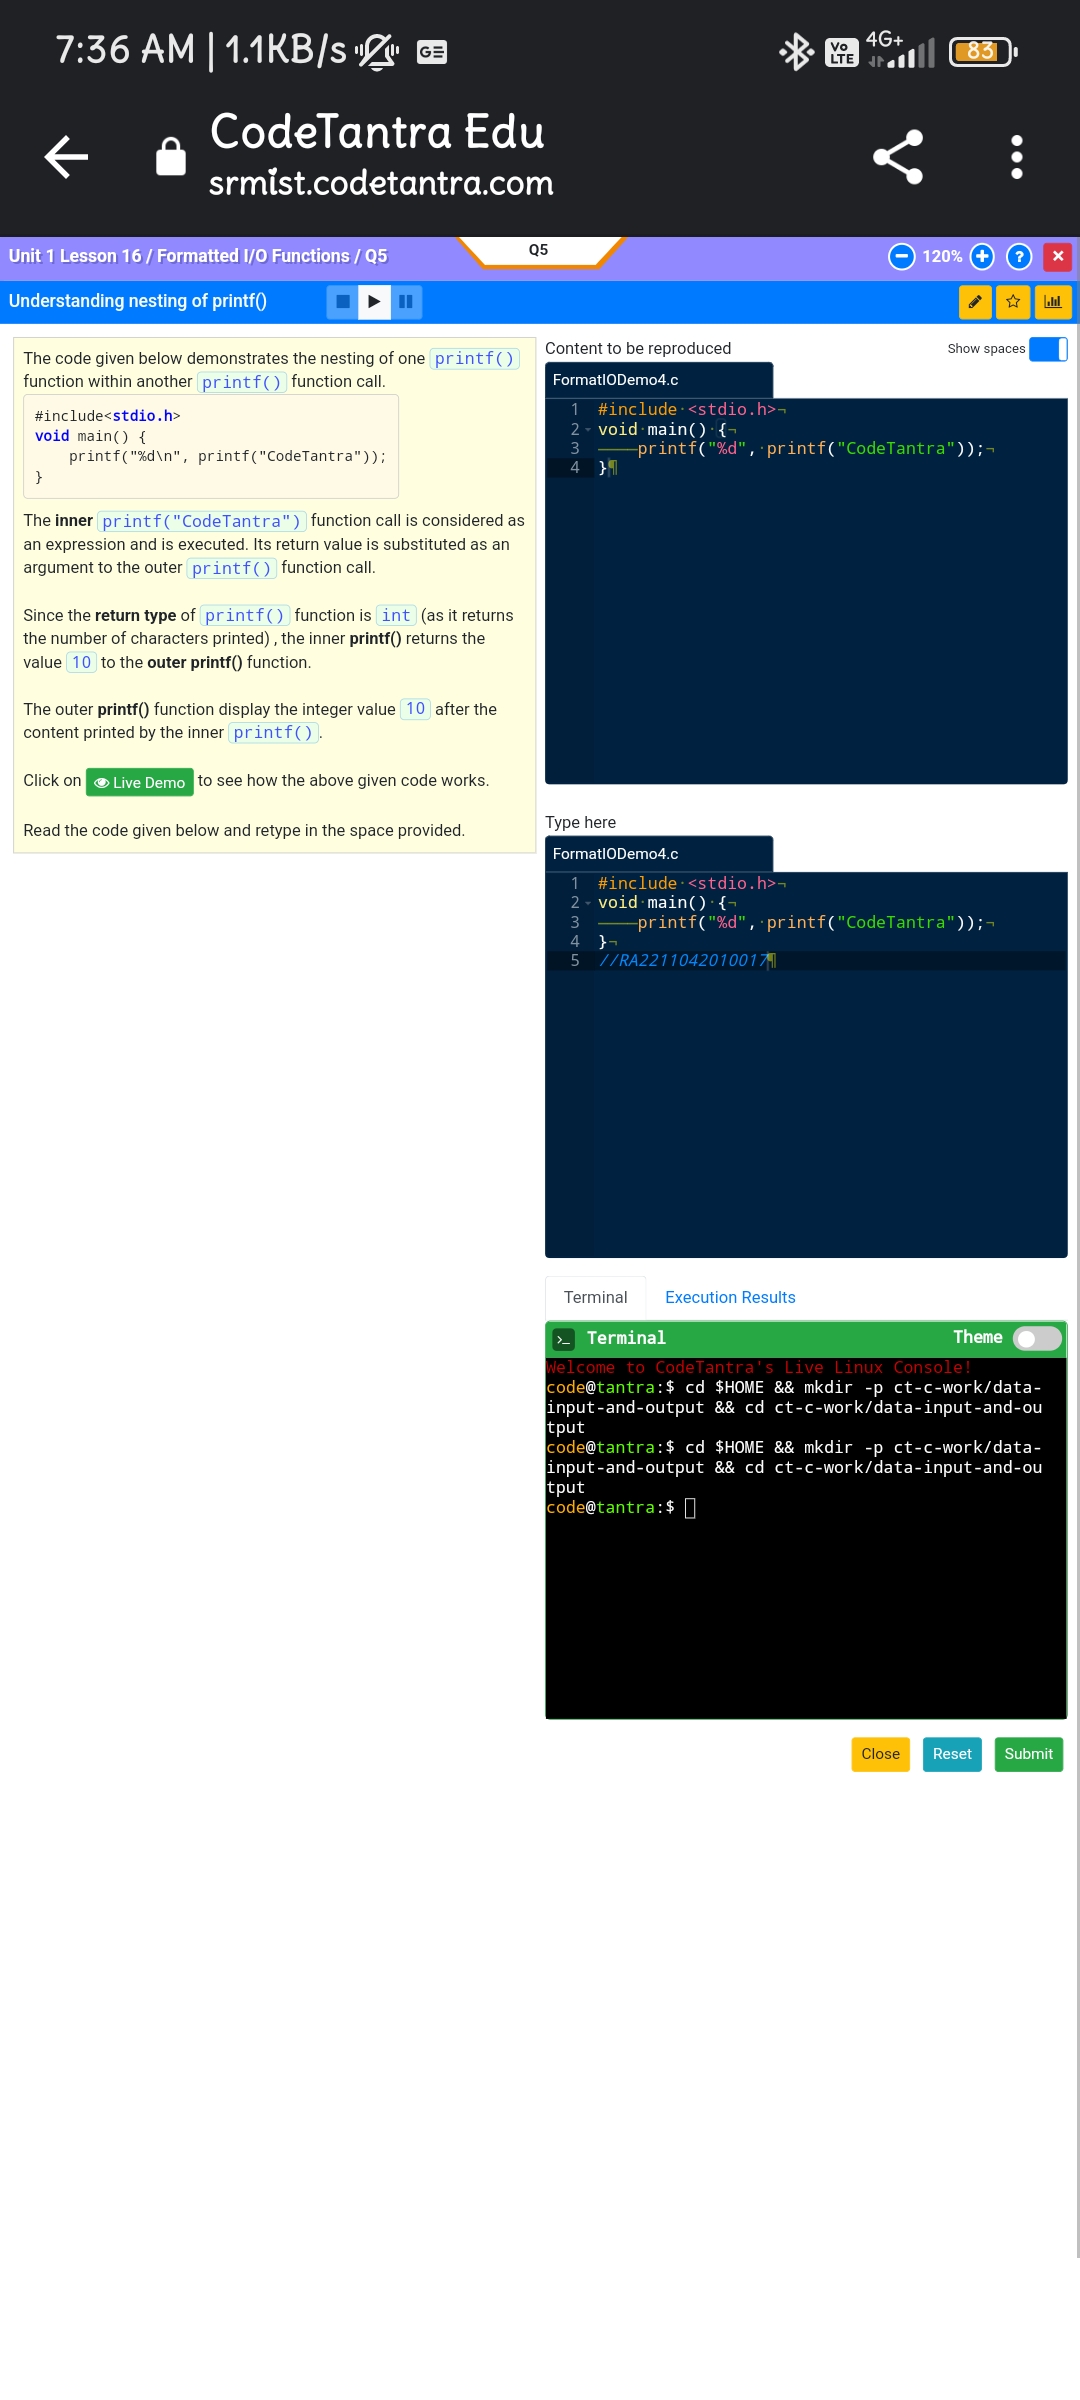 7:36 AM | 1.1KB/s GE Vo LTE 4G+ 83
CodeTantra Edu
srmist.codetantra.com
Unit 1 Lesson 16 / Formatted I/O Functions / Q5 Q5 120% ?
Understanding nesting of printf()
The code given below demonstrates the nesting of one printf()
function within another printf() function call.
#include<stdio.h>
void main() {
    printf("%d\n", printf("CodeTantra"));
}
The inner printf("CodeTantra") function call is considered as
an expression and is executed. Its return value is substituted as an
argument to the outer printf() function call.
Since the return type of printf() function is int (as it returns
the number of characters printed) , the inner printf() returns the
value 10 to the outer printf() function.
The outer printf() function display the integer value 10 after the
content printed by the inner printf().
Click on Live Demo to see how the above given code works.
Read the code given below and retype in the space provided.
Content to be reproduced Show spaces
FormatIODemo4.c
1 #include·<stdio.h>¬
2 void·main()·{¬
3 ————printf("%d",·printf("CodeTantra"));¬
4 }¶
Type here
FormatIODemo4.c
1 #include·<stdio.h>¬
2 void·main()·{¬
3 ————printf("%d",·printf("CodeTantra"));¬
4 }¬
5 //RA2211042010017¶
Terminal Execution Results
>_ Terminal Theme
Welcome to CodeTantra's Live Linux Console!
code@tantra:$ cd $HOME && mkdir -p ct-c-work/data-
input-and-output && cd ct-c-work/data-input-and-ou
tput
code@tantra:$ cd $HOME && mkdir -p ct-c-work/data-
input-and-output && cd ct-c-work/data-input-and-ou
tput
code@tantra:$
Close Reset Submit